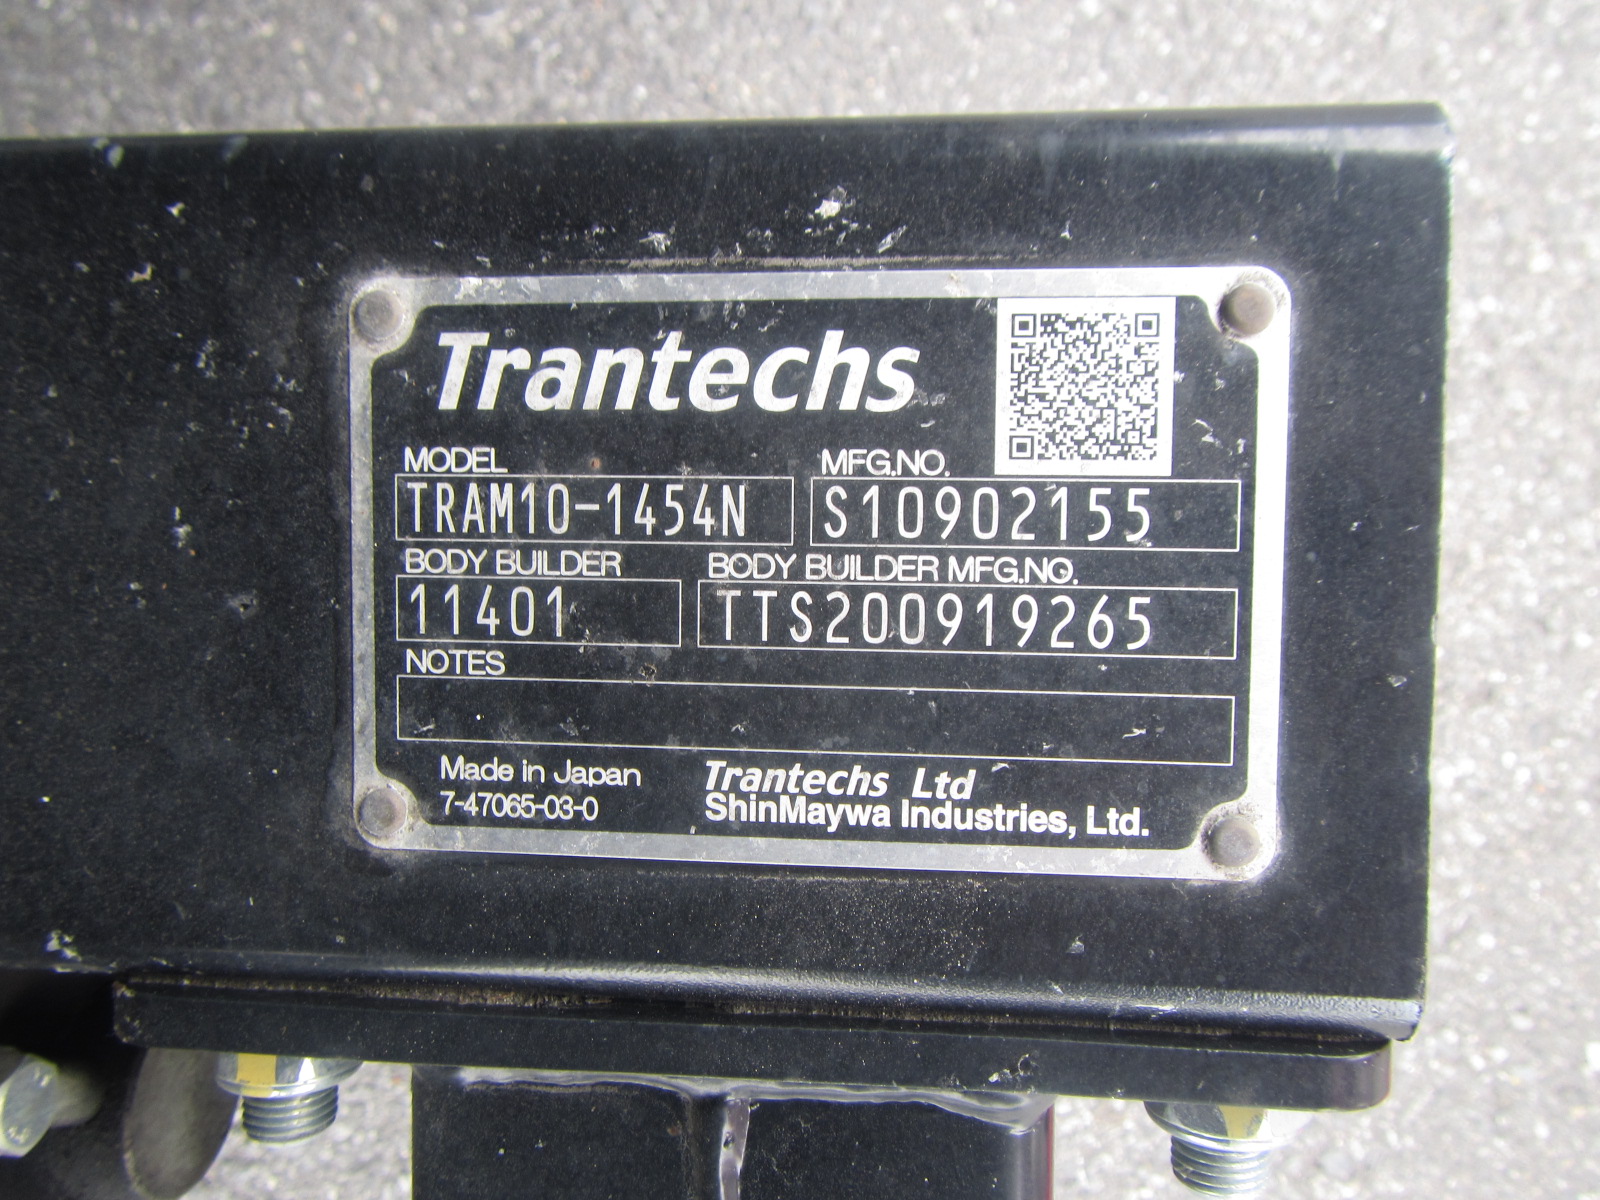 Trantechs
MODEL MFG.NO.
TRAM10-1454N S10902155
BODY BUILDER BODY BUILDER MFG.NO.
11401 TTS200919265
NOTES
Made in Japan Trantechs Ltd
7-47065-03-0 ShinMaywa Industries, Ltd.